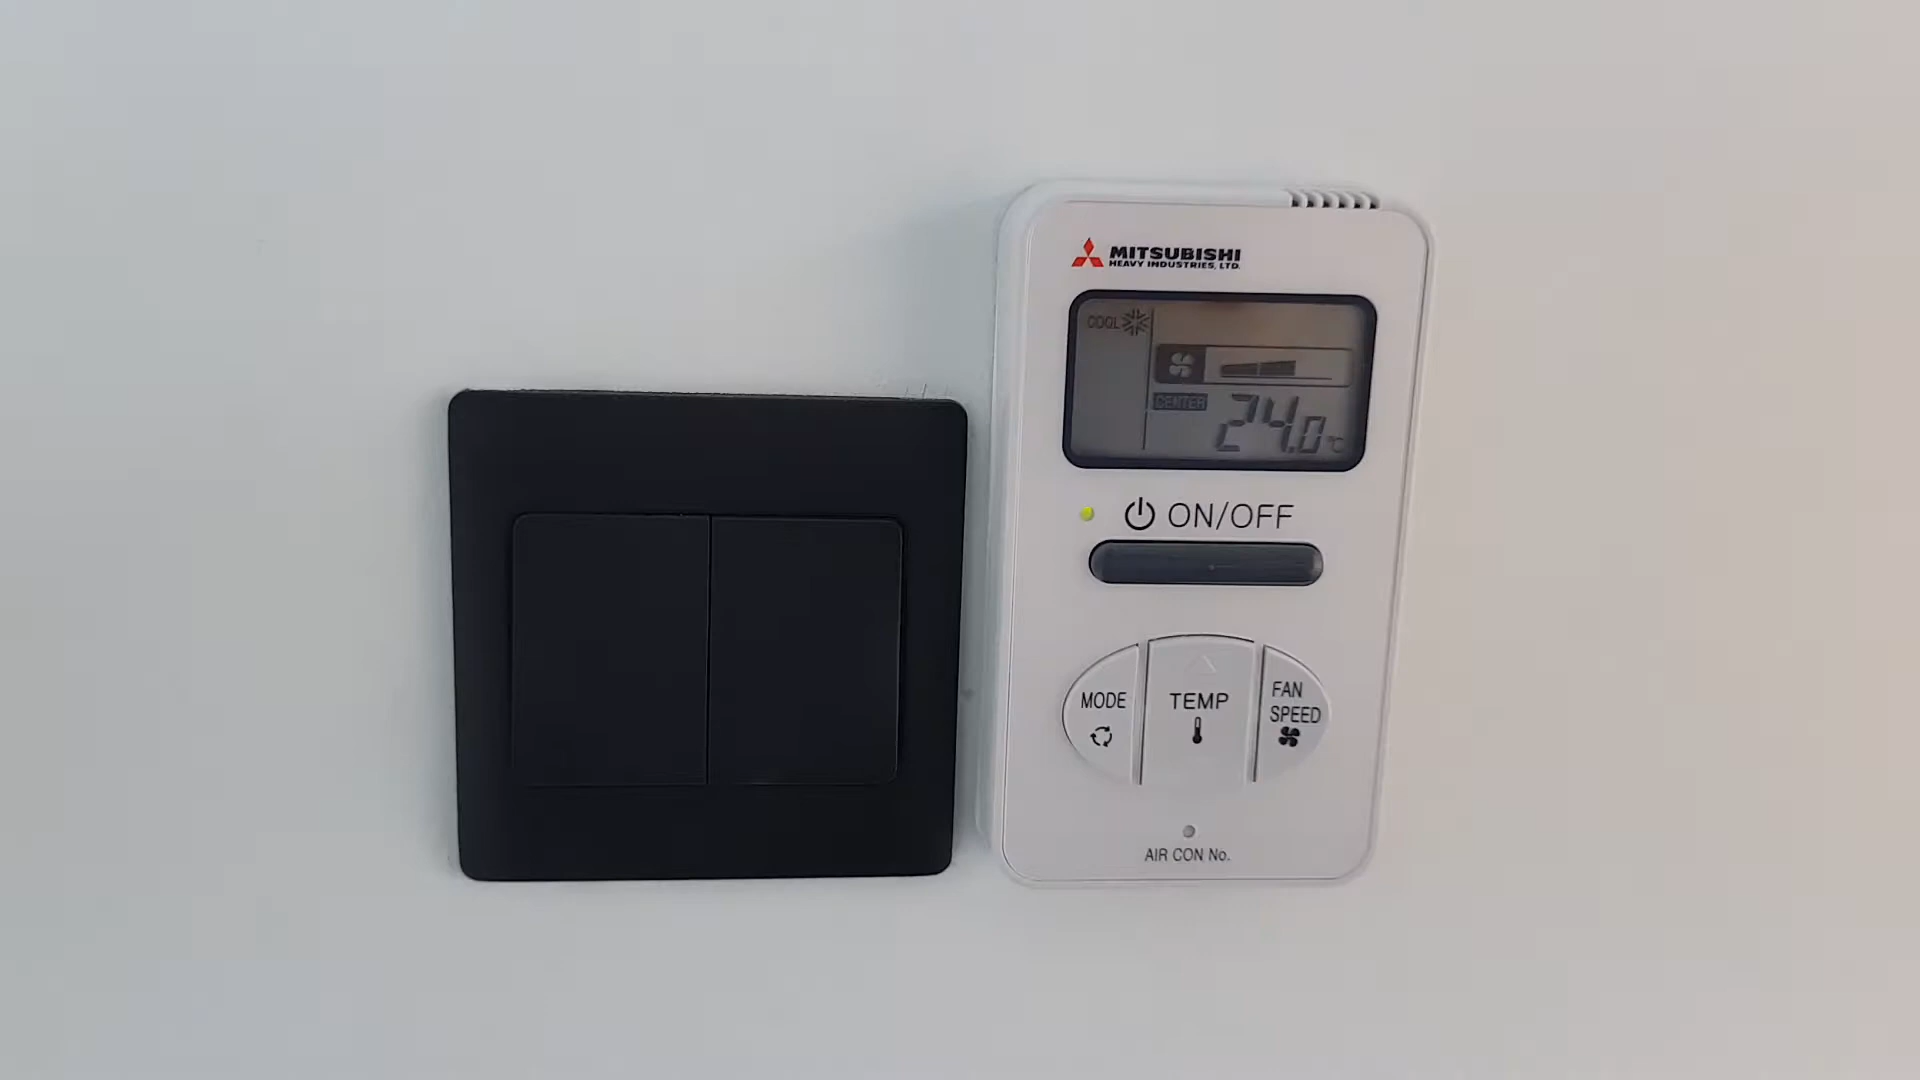 MITSUBISHI
HEAVY INDUSTRIES, LTD.
COOL
CENTER
24.0°C
ON/OFF
MODE
TEMP
FAN
SPEED
AIR CON No.